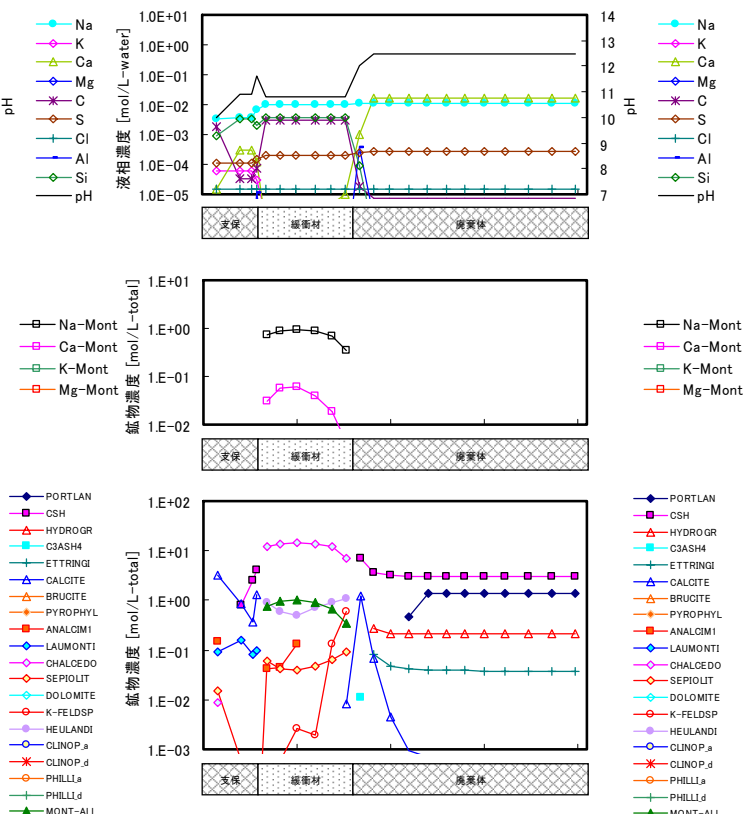 Na
K
Ca
Mg
C
S
Cl
Al
Si
pH
pH
液相濃度 [mol/L-water]
1.0E+01
1.0E+00
1.0E-01
1.0E-02
1.0E-03
1.0E-04
1.0E-05
14
13
12
11
10
9
8
7
pH
Na
K
Ca
Mg
C
S
Cl
Al
Si
pH
支保
緩衝材
廃棄体
Na-Mont
Ca-Mont
K-Mont
Mg-Mont
鉱物濃度 [mol/L-total]
1.E+01
1.E+00
1.E-01
1.E-02
Na-Mont
Ca-Mont
K-Mont
Mg-Mont
支保
緩衝材
廃棄体
PORTLAN
CSH
HYDROGR
C3ASH4
ETTRINGI
CALCITE
BRUCITE
PYROPHYL
ANALCIM1
LAUMONTI
CHALCEDO
SEPIOLIT
DOLOMITE
K-FELDSP
HEULANDI
CLINOP_a
CLINOP_d
PHILLI_a
PHILLI_d
MONT-ALL
鉱物濃度 [mol/L-total]
1.E+02
1.E+01
1.E+00
1.E-01
1.E-02
1.E-03
PORTLAN
CSH
HYDROGR
C3ASH4
ETTRINGI
CALCITE
BRUCITE
PYROPHYL
ANALCIM1
LAUMONTI
CHALCEDO
SEPIOLIT
DOLOMITE
K-FELDSP
HEULANDI
CLINOP_a
CLINOP_d
PHILLI_a
PHILLI_d
MONT-ALL
支保
緩衝材
廃棄体